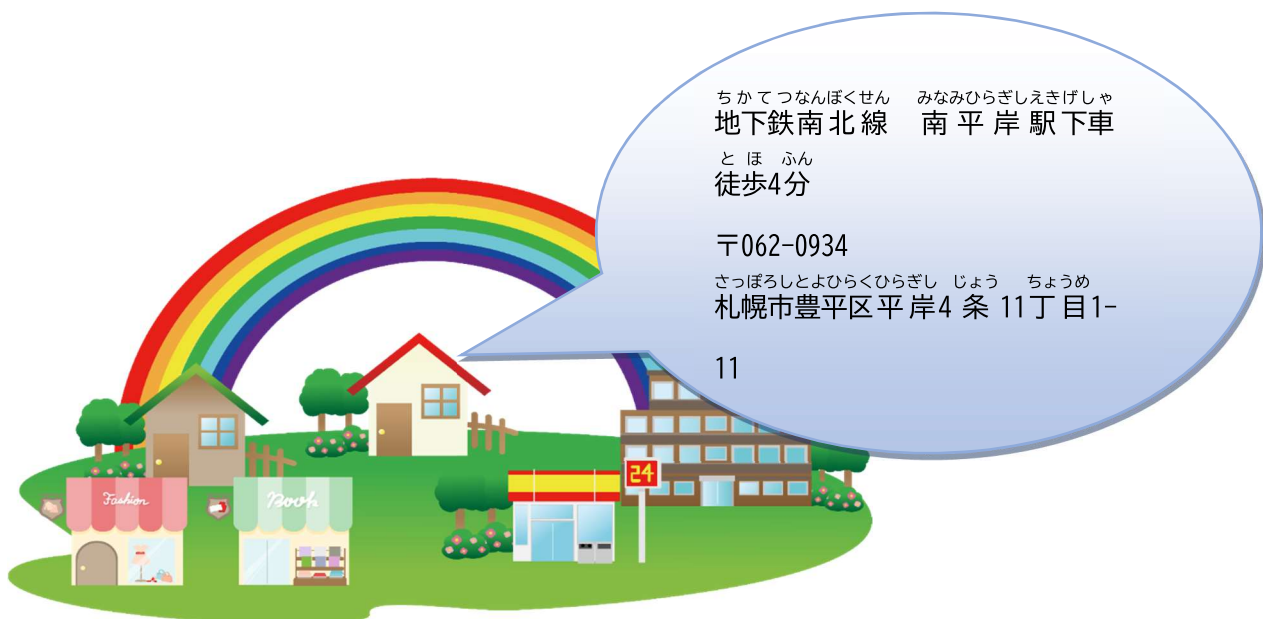 ちかてつなんぼくせん　みなみひらぎしえきげしゃ
地下鉄南北線　南平岸駅下車
とほ　ふん
徒歩4分
〒062-0934
さっぽろしとよひらくひらぎし　じょう　ちょうめ
札幌市豊平区平岸4条11丁目1-
11
24
Fashion
Book